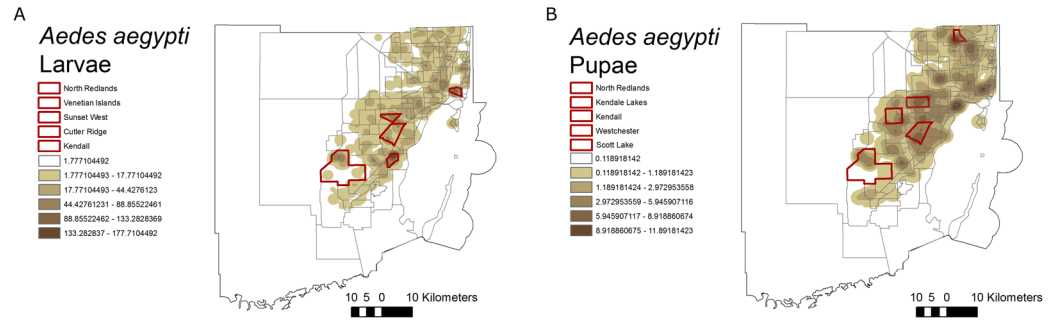 A
Aedes aegypti
Larvae
North Redlands
Venetian Islands
Sunset West
Cutler Ridge
Kendall
1.777104492
1.777104493 - 17.77104492
17.77104493 - 44.4276123
44.42761231 - 88.85522461
88.85522462 - 133.2828369
133.282837 - 177.7104492
10 5 0 10 Kilometers
B
Aedes aegypti
Pupae
North Redlands
Kendale Lakes
Kendall
Westchester
Scott Lake
0.118918142
0.118918142 - 1.189181423
1.189181424 - 2.972953558
2.972953559 - 5.945907116
5.945907117 - 8.918860674
8.918860675 - 11.89181423
10 5 0 10 Kilometers